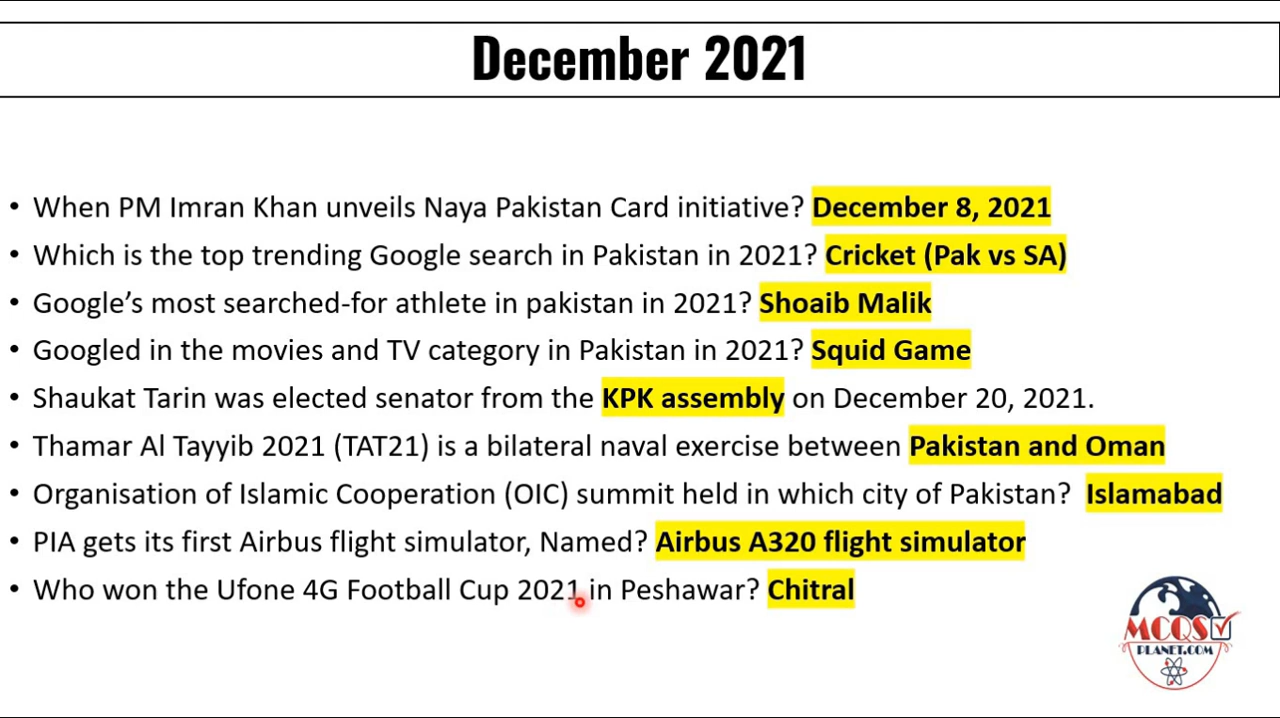 December 2021
• When PM Imran Khan unveils Naya Pakistan Card initiative? December 8, 2021
• Which is the top trending Google search in Pakistan in 2021? Cricket (Pak vs SA)
• Google’s most searched-for athlete in pakistan in 2021? Shoaib Malik
• Googled in the movies and TV category in Pakistan in 2021? Squid Game
• Shaukat Tarin was elected senator from the KPK assembly on December 20, 2021.
• Thamar Al Tayyib 2021 (TAT21) is a bilateral naval exercise between Pakistan and Oman
• Organisation of Islamic Cooperation (OIC) summit held in which city of Pakistan? Islamabad
• PIA gets its first Airbus flight simulator, Named? Airbus A320 flight simulator
• Who won the Ufone 4G Football Cup 2021 in Peshawar? Chitral
MCQS
PLANET.COM